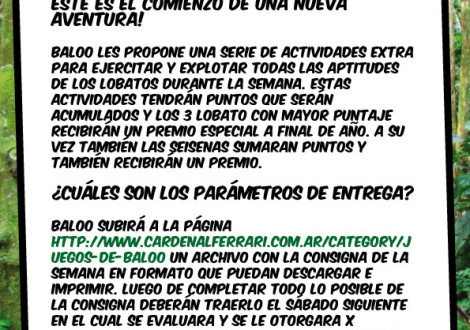 ESTE ES EL COMIENZO DE UNA NUEVA
AVENTURA!
BALOO LES PROPONE UNA SERIE DE ACTIVIDADES EXTRA
PARA EJERCITAR Y EXPLOTAR TODAS LAS APTITUDES
DE LOS LOBATOS DURANTE LA SEMANA. ESTAS
ACTIVIDADES TENDRÁN PUNTOS QUE SERÁN
ACUMULADOS Y LOS 3 LOBATO CON MAYOR PUNTAJE
RECIBIRÁN UN PREMIO ESPECIAL A FINAL DE AÑO. A SU
VEZ TAMBIÉN LAS SEISENAS SUMARAN PUNTOS Y
TAMBIÉN RECIBIRÁN UN PREMIO.
¿CUÁLES SON LOS PARÁMETROS DE ENTREGA?
BALOO SUBIRÁ A LA PÁGINA
HTTP://WWW.CARDENALFERRARI.COM.AR/CATEGORY/J
UEGOS-DE-BALOO UN ARCHIVO CON LA CONSIGNA DE LA
SEMANA EN FORMATO QUE PUEDAN DESCARGAR E
IMPRIMIR. LUEGO DE COMPLETAR TODO LO POSIBLE DE
LA CONSIGNA DEBERÁN TRAERLO EL SÁBADO SIGUIENTE
EN EL CUAL SE EVALUARA Y SE LE OTORGARA X